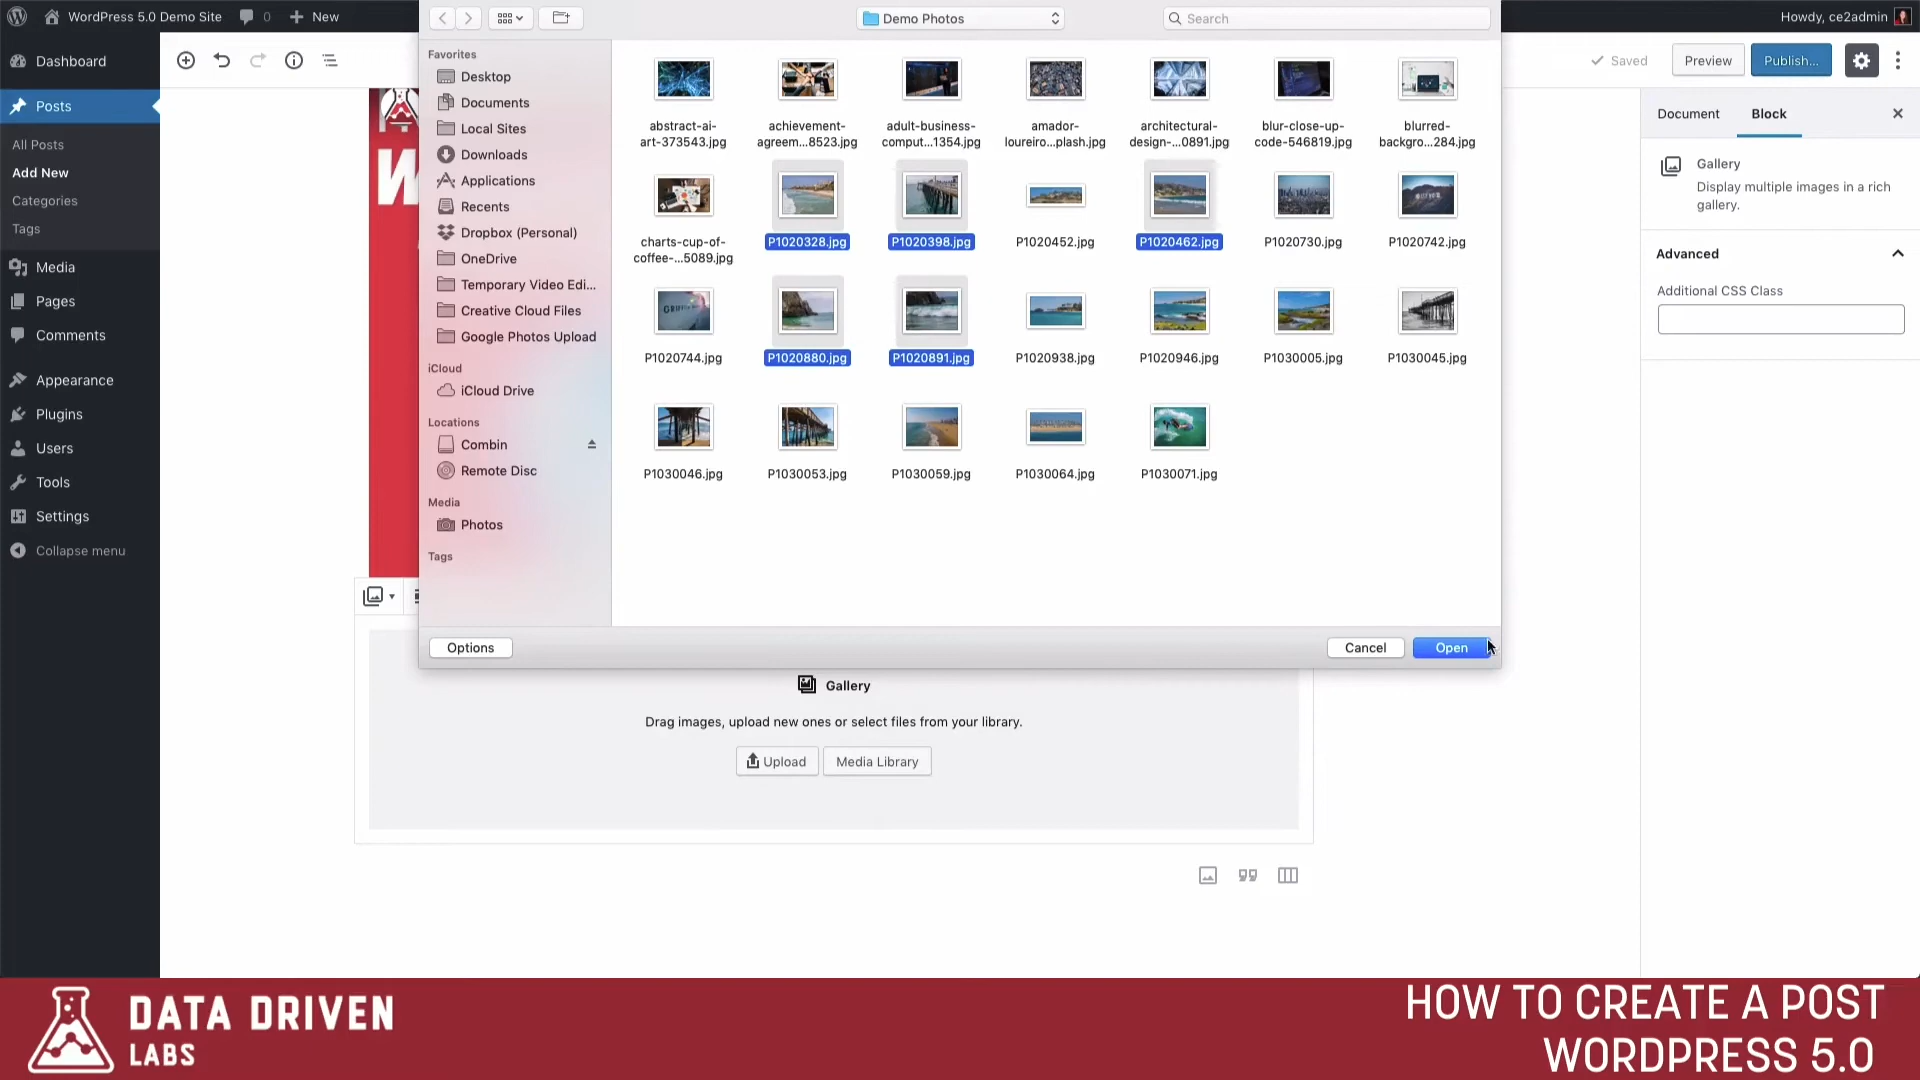 WordPress 5.0 Demo Site
0
New
Howdy, ce2admin
Dashboard
Posts
All Posts
Add New
Categories
Tags
Media
Pages
Comments
Appearance
Plugins
Users
Tools
Settings
Collapse menu
Demo Photos
Search
Favorites
Desktop
Documents
Local Sites
Downloads
Applications
Recents
Dropbox (Personal)
OneDrive
Temporary Video Edi...
Creative Cloud Files
Google Photos Upload
iCloud
iCloud Drive
Locations
Combin
Remote Disc
Media
Photos
Tags
abstract-ai-
art-373543.jpg
achievement-
agreem...8523.jpg
adult-business-
comput...1354.jpg
amador-
loureiro...plash.jpg
architectural-
design-...0891.jpg
blur-close-up-
code-546819.jpg
blurred-
backgro...284.jpg
charts-cup-of-
coffee-...5089.jpg
P1020328.jpg
P1020398.jpg
P1020452.jpg
P1020462.jpg
P1020730.jpg
P1020742.jpg
P1020744.jpg
P1020880.jpg
P1020891.jpg
P1020938.jpg
P1020946.jpg
P1030005.jpg
P1030045.jpg
P1030046.jpg
P1030053.jpg
P1030059.jpg
P1030064.jpg
P1030071.jpg
Options
Cancel
Open
Saved
Preview
Publish...
Document
Block
Gallery
Display multiple images in a rich
gallery.
Advanced
Additional CSS Class
Gallery
Drag images, upload new ones or select files from your library.
Upload
Media Library
DATA DRIVEN
LABS
HOW TO CREATE A POST
WORDPRESS 5.0